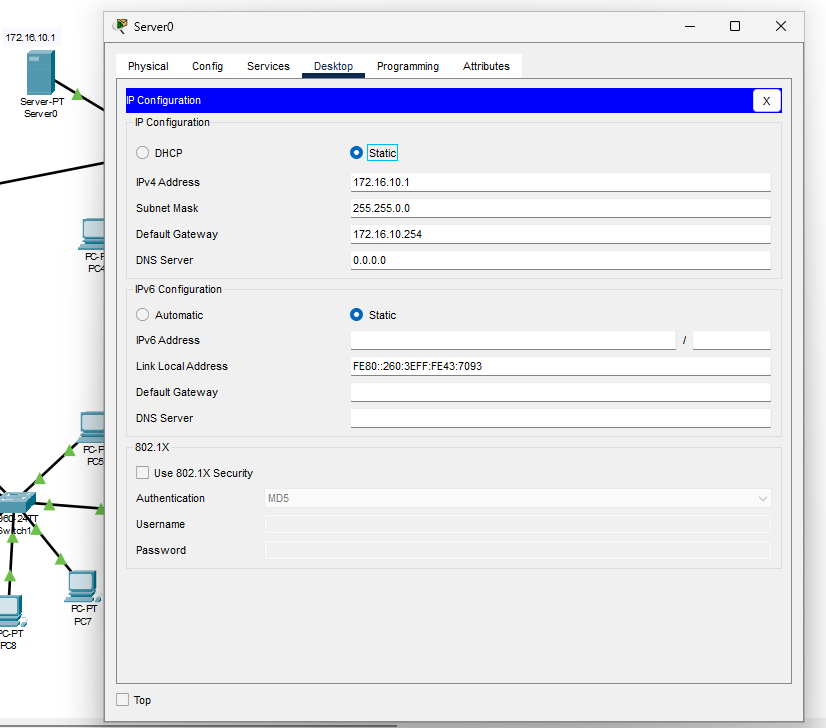 172.16.10.1
Server-PT
Server0
PC-P
PC4
PC-P
PC5
960-24TT
Switch1
PC-PT
PC7
PC-PT
PC8
Server0
Physical Config Services Desktop Programming Attributes
IP Configuration X
IP Configuration
DHCP Static
IPv4 Address 172.16.10.1
Subnet Mask 255.255.0.0
Default Gateway 172.16.10.254
DNS Server 0.0.0.0
IPv6 Configuration
Automatic Static
IPv6 Address /
Link Local Address FE80::260:3EFF:FE43:7093
Default Gateway
DNS Server
802.1X
Use 802.1X Security
Authentication MD5
Username
Password
Top